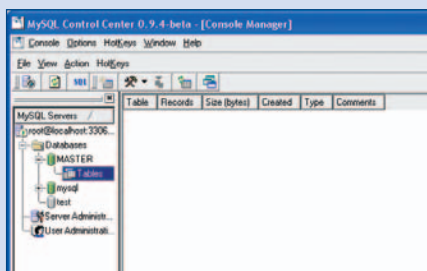 MySQL Control Center 0.9.4-beta - [Console Manager]
Console Options HotKeys Window Help
File View Action HotKeys
SQL
Table Records Size (bytes) Created Type Comments
MySQL Servers
root@localhost:3306...
Databases
MASTER
Tables
mysql
test
Server Administr...
User Administrati...